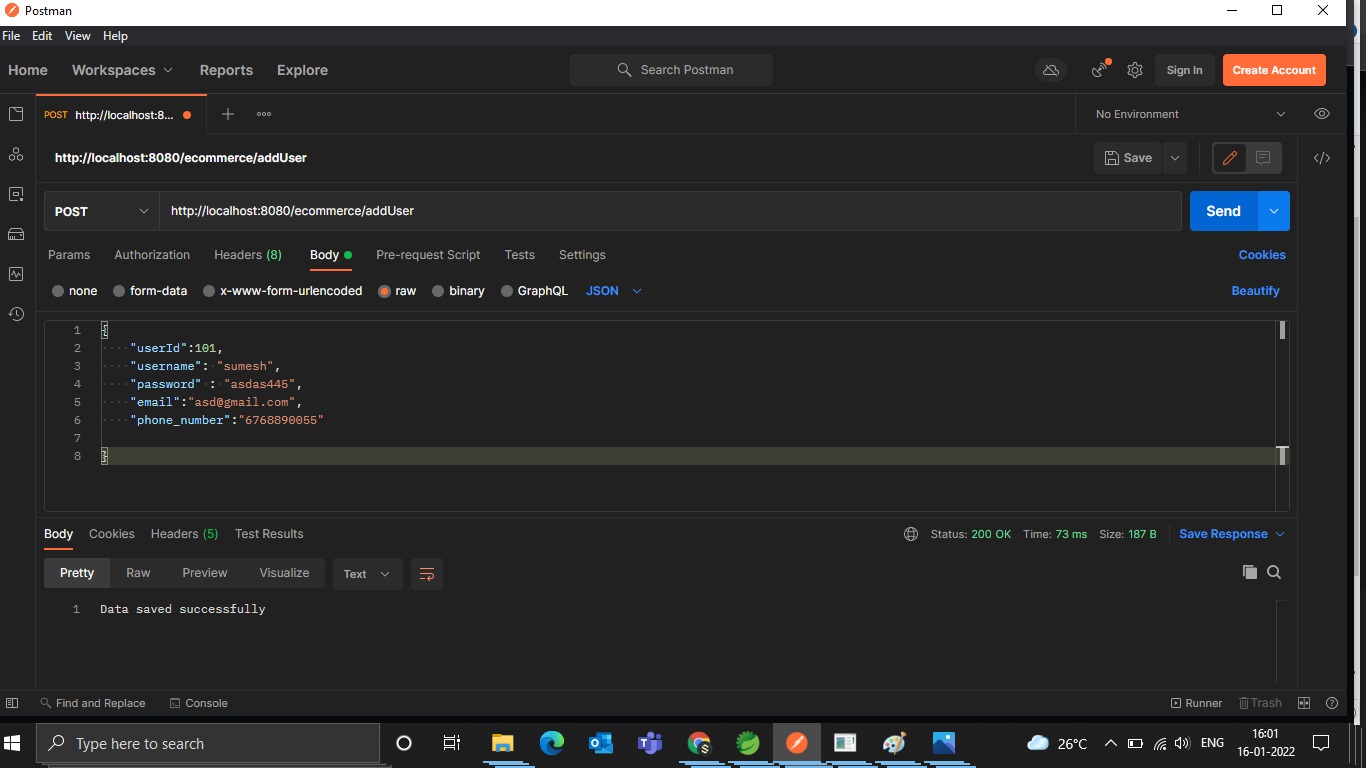 Postman
File Edit View Help
Home Workspaces Reports Explore Search Postman Sign In Create Account
POST http://localhost:8... No Environment
http://localhost:8080/ecommerce/addUser Save
POST http://localhost:8080/ecommerce/addUser Send
Params Authorization Headers (8) Body Pre-request Script Tests Settings Cookies
none form-data x-www-form-urlencoded raw binary GraphQL JSON Beautify
1 {
2 "userId":101,
3 "username": "sumesh",
4 "password" : "asdas445",
5 "email":"asd@gmail.com",
6 "phone_number":"6768890055"
7
8 }
Body Cookies Headers (5) Test Results Status: 200 OK Time: 73 ms Size: 187 B Save Response
Pretty Raw Preview Visualize Text
1 Data saved successfully
Find and Replace Console Runner Trash
Type here to search 26°C ENG 16:01
16-01-2022